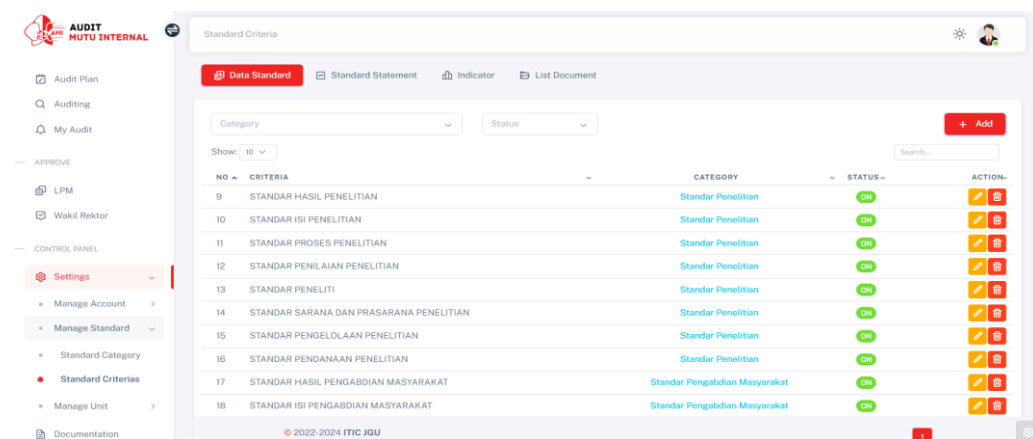 AMI
AUDIT
MUTU INTERNAL
Audit Plan
Auditing
My Audit
APPROVE
LPM
Wakil Rektor
CONTROL PANEL
Settings
Manage Account
Manage Standard
Standard Category
Standard Criterias
Manage Unit
Documentation
Standard Criteria
Data Standard Standard Statement Indicator List Document
Category Status + Add
Show: 10 Search...
NO CRITERIA CATEGORY STATUS ACTION
9 STANDAR HASIL PENELITIAN Standar Penelitian ON
10 STANDAR ISI PENELITIAN Standar Penelitian ON
11 STANDAR PROSES PENELITIAN Standar Penelitian ON
12 STANDAR PENILAIAN PENELITIAN Standar Penelitian ON
13 STANDAR PENELITI Standar Penelitian ON
14 STANDAR SARANA DAN PRASARANA PENELITIAN Standar Penelitian ON
15 STANDAR PENGELOLAAN PENELITIAN Standar Penelitian ON
16 STANDAR PENDANAAN PENELITIAN Standar Penelitian ON
17 STANDAR HASIL PENGABDIAN MASYARAKAT Standar Pengabdian Masyarakat ON
18 STANDAR ISI PENGABDIAN MASYARAKAT Standar Pengabdian Masyarakat ON
© 2022-2024 ITIC JGU 1